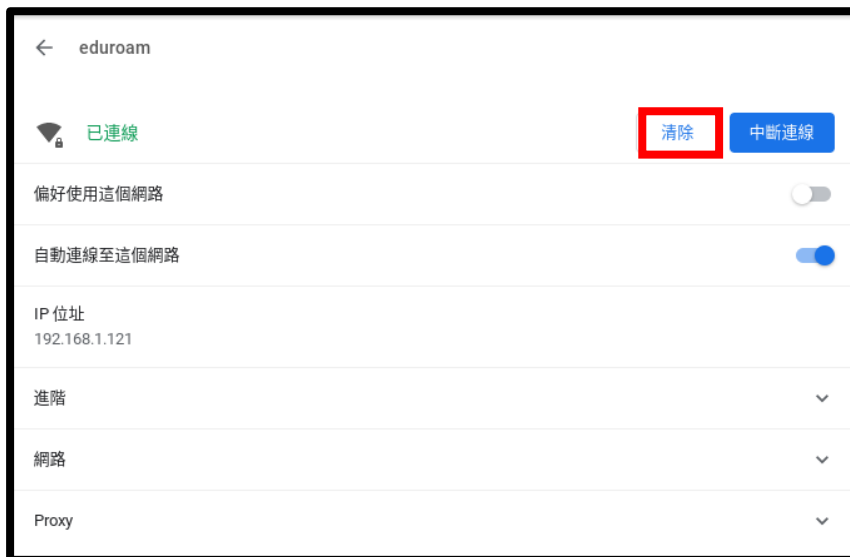 eduroam
已連線
清除
中斷連線
偏好使用這個網路
自動連線至這個網路
IP 位址
192.168.1.121
進階
網路
Proxy